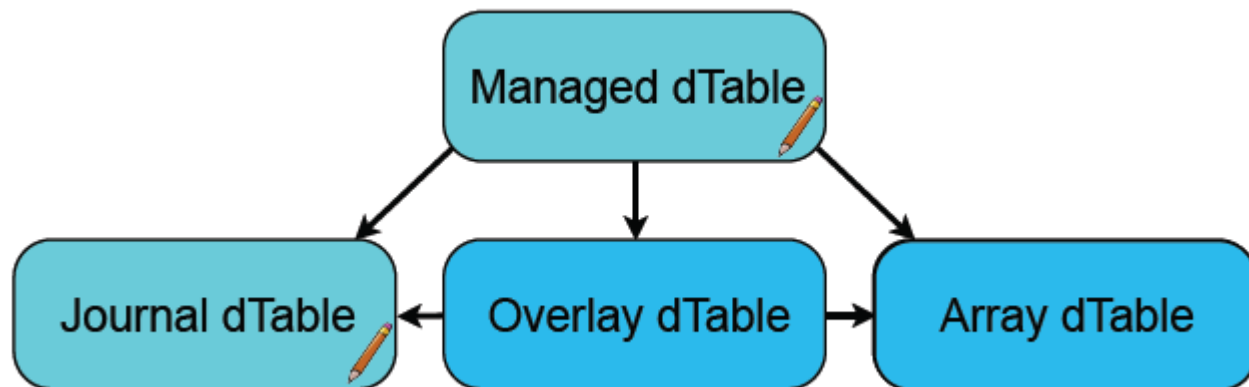 Managed dTable
Journal dTable
Overlay dTable
Array dTable